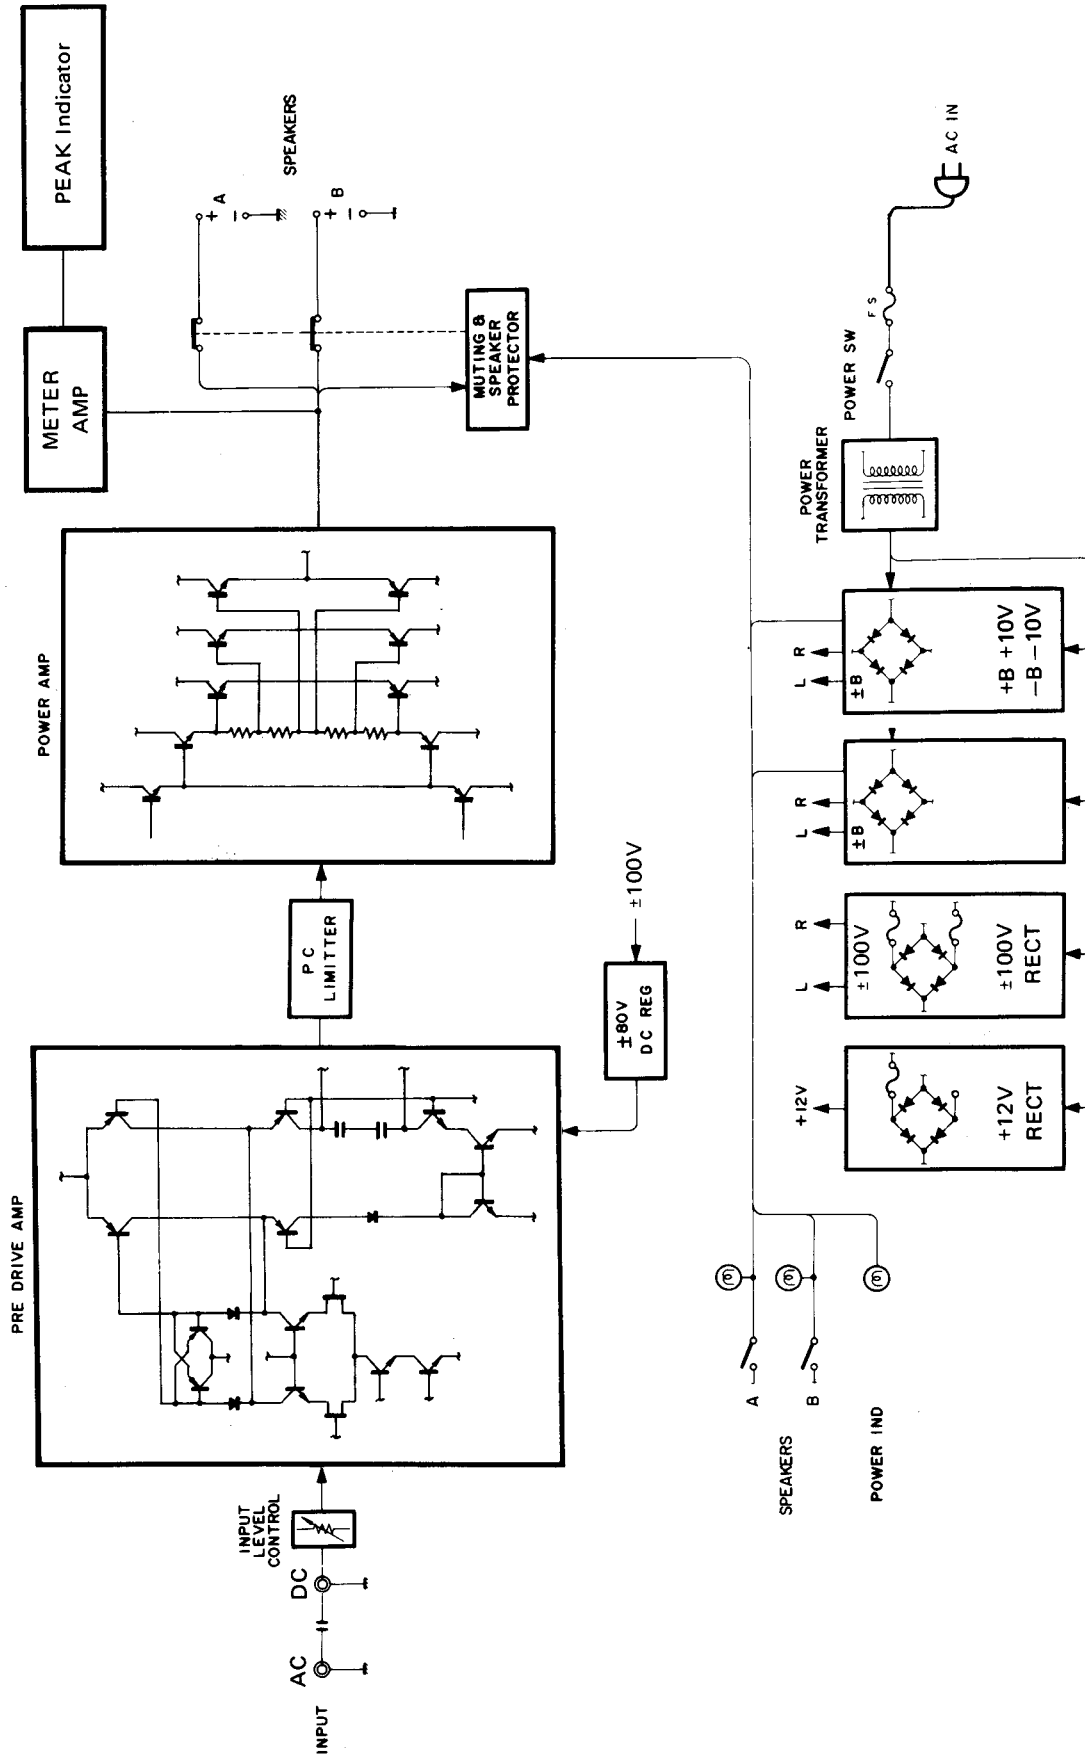 INPUT
AC
DC
INPUT
LEVEL
CONTROL
PRE DRIVE AMP
PC
LIMITTER
POWER AMP
METER
AMP
PEAK Indicator
+
A
−
SPEAKERS
+
B
−
MUTING &
SPEAKER
PROTECTOR
±80V
DC REG
±100V
SPEAKERS
A
B
POWER IND
+12V
+12V
RECT
L
R
±100V
±100V
RECT
L
R
±B
L
R
±B
+B +10V
−B −10V
POWER
TRANSFORMER
POWER SW
FS
AC IN